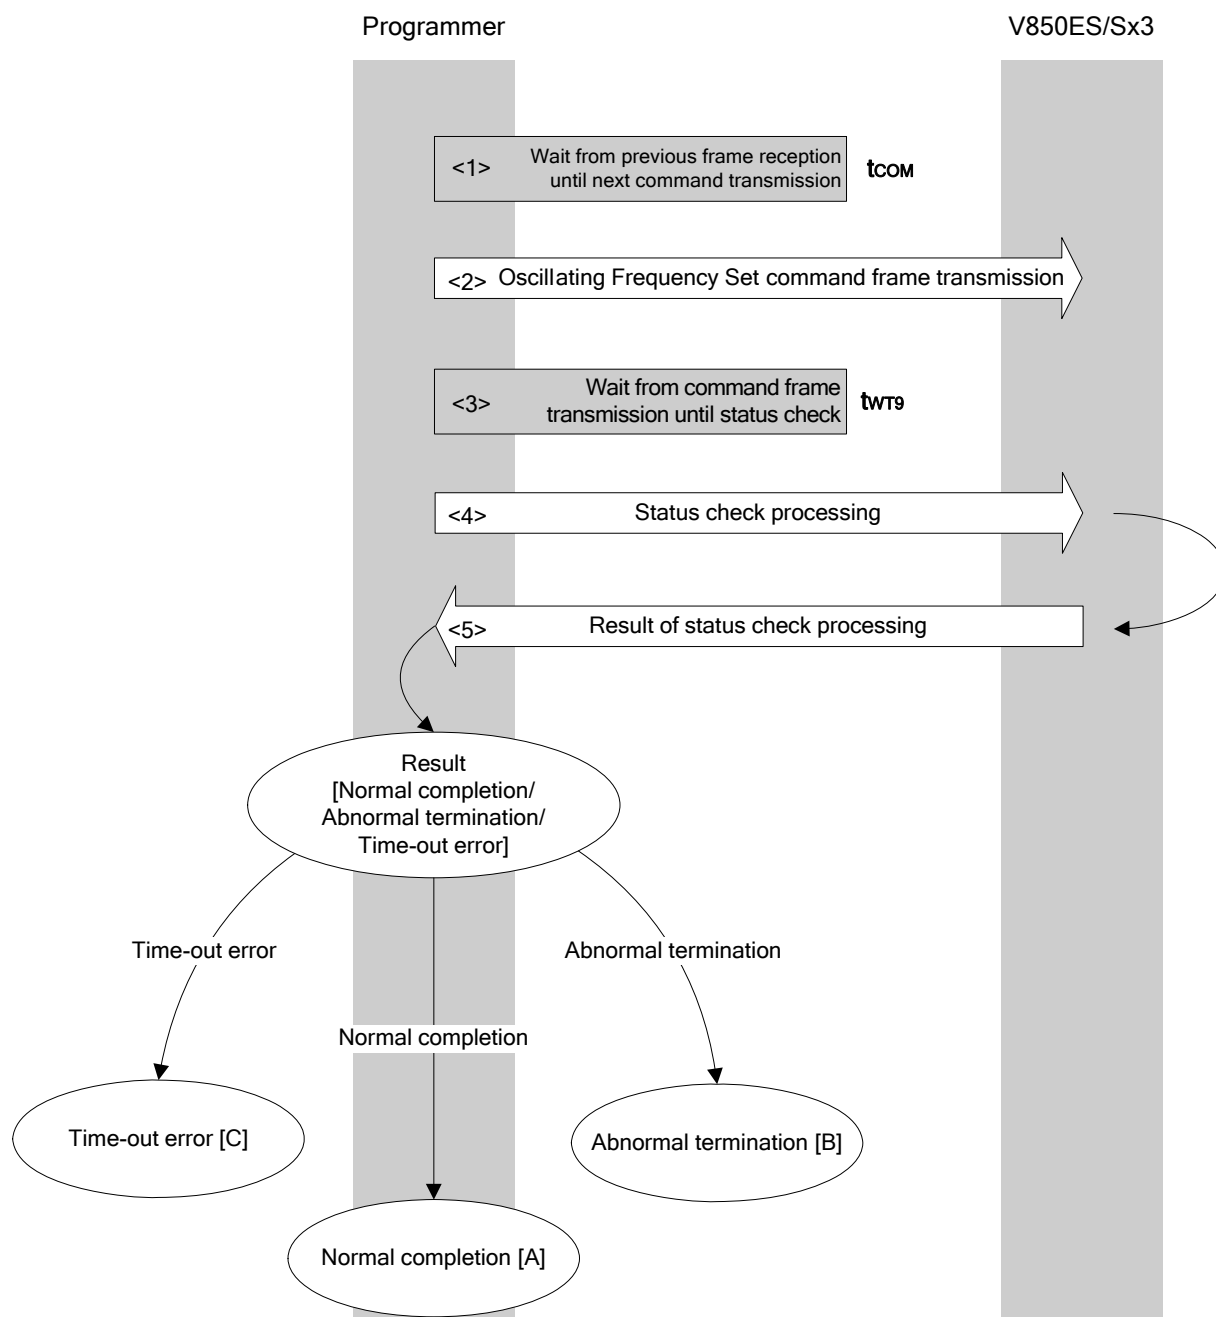 Programmer
V850ES/Sx3
<1>
Wait from previous frame reception
until next command transmission
tCOM
<2> Oscillating Frequency Set command frame transmission
<3>
Wait from command frame
transmission until status check
tWT9
<4>
Status check processing
<5>
Result of status check processing
Result
[Normal completion/
Abnormal termination/
Time-out error]
Time-out error
Abnormal termination
Normal completion
Time-out error [C]
Abnormal termination [B]
Normal completion [A]